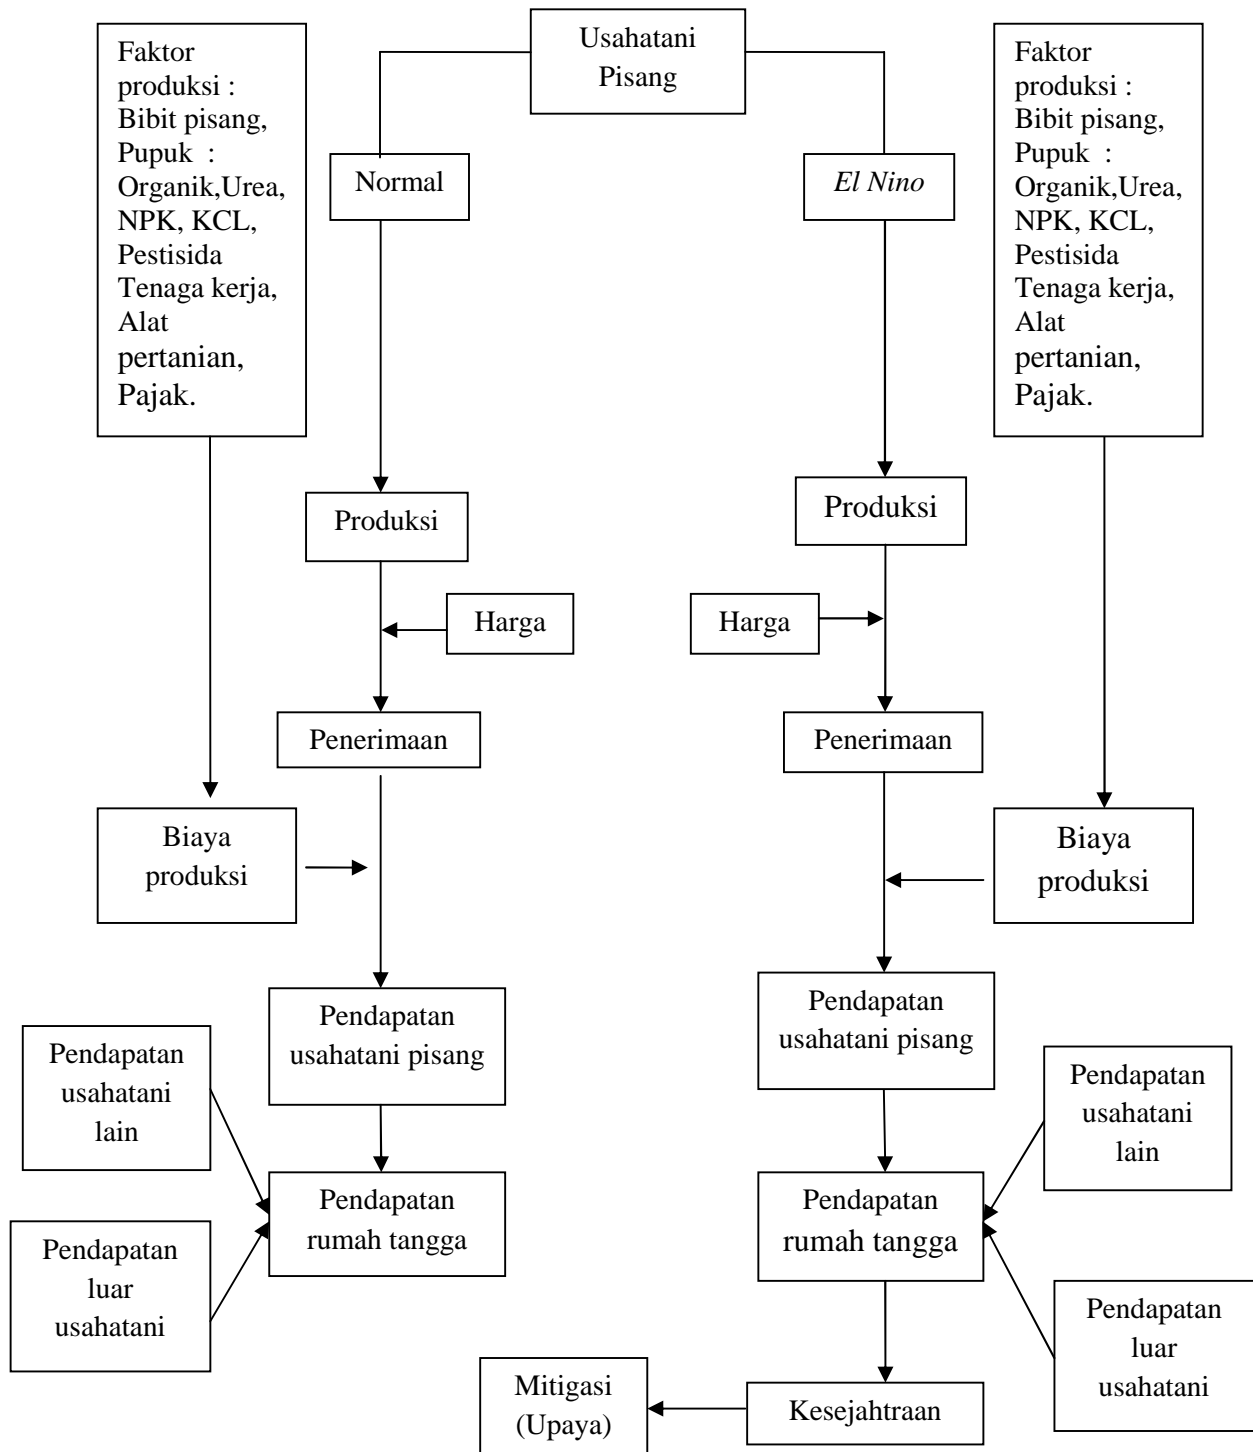 Usahatani
Pisang
Faktor
produksi :
Bibit pisang,
Pupuk :
Organik,Urea,
NPK, KCL,
Pestisida
Tenaga kerja,
Alat
pertanian,
Pajak.
Normal
El Nino
Faktor
produksi :
Bibit pisang,
Pupuk :
Organik,Urea,
NPK, KCL,
Pestisida
Tenaga kerja,
Alat
pertanian,
Pajak.
Produksi
Produksi
Harga
Harga
Penerimaan
Penerimaan
Biaya
produksi
Biaya
produksi
Pendapatan
usahatani pisang
Pendapatan
usahatani pisang
Pendapatan
usahatani
lain
Pendapatan
usahatani
lain
Pendapatan
rumah tangga
Pendapatan
rumah tangga
Pendapatan
luar
usahatani
Pendapatan
luar
usahatani
Mitigasi
(Upaya)
Kesejahtraan